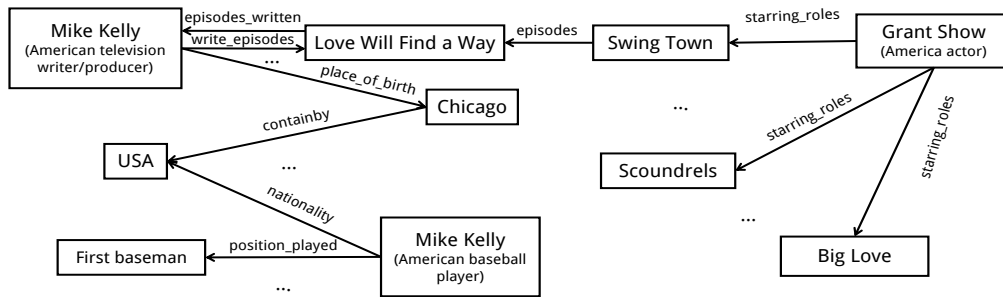 Mike Kelly
(American television
writer/producer)
episodes_written
write_episodes
...
Love Will Find a Way
episodes
Swing Town
starring_roles
Grant Show
(America actor)
place_of_birth
Chicago
...
starring_roles
starring_roles
containby
USA
...
Scoundrels
nationality
...
Mike Kelly
(American baseball
player)
position_played
First baseman
...
Big Love